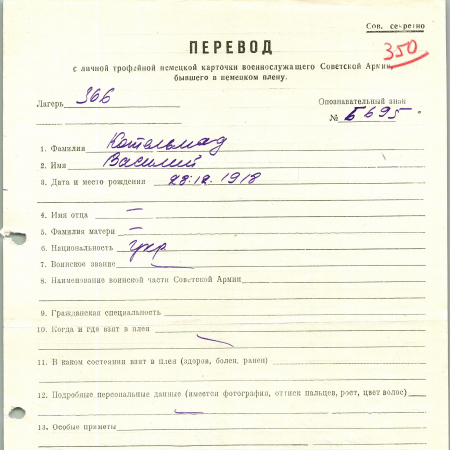 Сов. секретно
350
ПЕРЕВОД
с личной трофейной немецкой карточки военнослужащего Советской Армии,
бывшего в немецком плену.
Лагерь 366
Опознавательный знак
№ Б 695
1. Фамилия Котельмад
2. Имя Василий
3. Дата и место рождения 28.12.1918
4. Имя отца —
5. Фамилия матери —
6. Национальность укр
7. Воинское звание —
8. Наименование воинской части Советской Армии
9. Гражданская специальность
10. Когда и где взят в плен
—
11. В каком состоянии взят в плен (здоров, болен, ранен)
12. Подробные персональные данные (имеется фотография, оттиск пальцев, рост, цвет волос)
—
13. Особые приметы